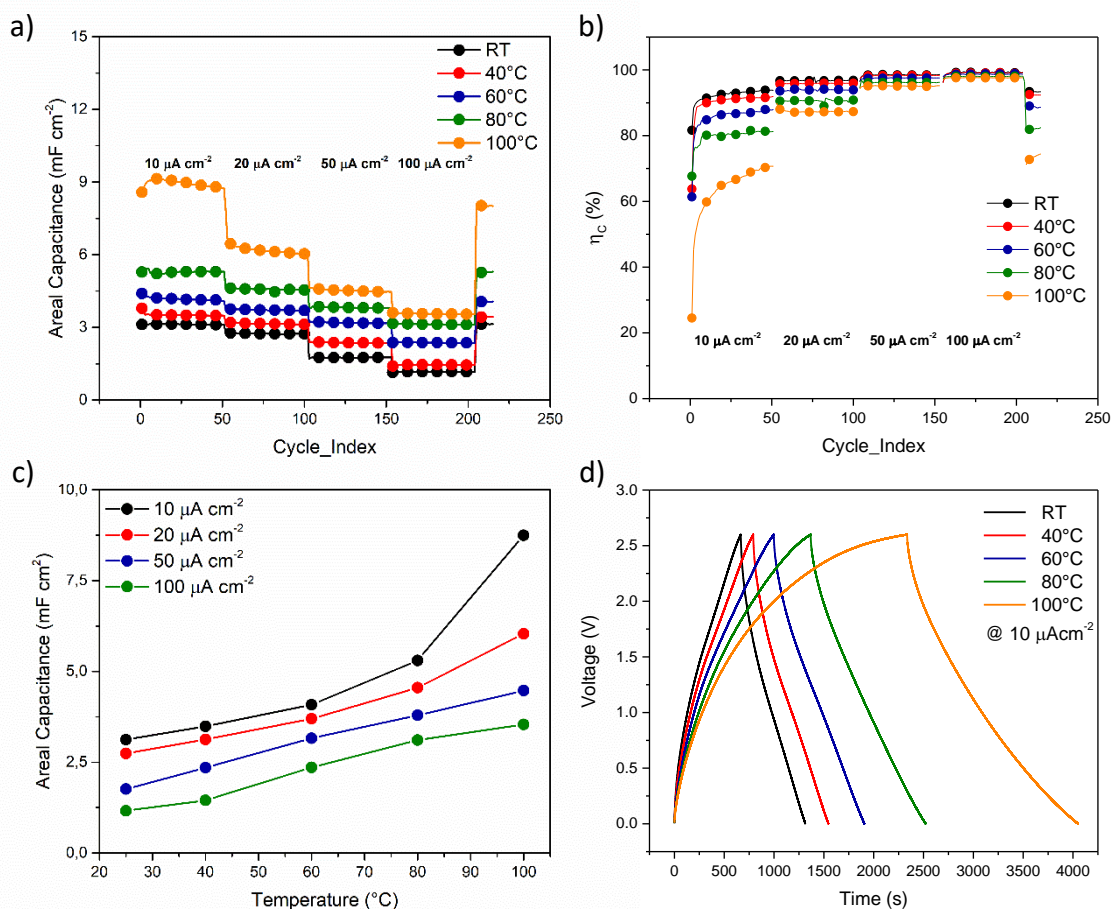 a)
Areal Capacitance (mF cm⁻²)
15
12
9
6
3
0
RT
40°C
60°C
80°C
100°C
10 µA cm⁻²
20 µA cm⁻²
50 µA cm⁻²
100 µA cm⁻²
0
50
100
150
200
250
Cycle_Index
b)
η_C (%)
100
80
60
40
20
0
RT
40°C
60°C
80°C
100°C
10 µA cm⁻²
20 µA cm⁻²
50 µA cm⁻²
100 µA cm⁻²
0
50
100
150
200
250
Cycle_Index
c)
Areal Capacitance (mF cm²)
10,0
7,5
5,0
2,5
0,0
10 µA cm⁻²
20 µA cm⁻²
50 µA cm⁻²
100 µA cm⁻²
20
30
40
50
60
70
80
90
100
Temperature (°C)
d)
Voltage (V)
3.0
2.5
2.0
1.5
1.0
0.5
0.0
RT
40°C
60°C
80°C
100°C
@ 10 µAcm⁻²
0
500
1000
1500
2000
2500
3000
3500
4000
Time (s)